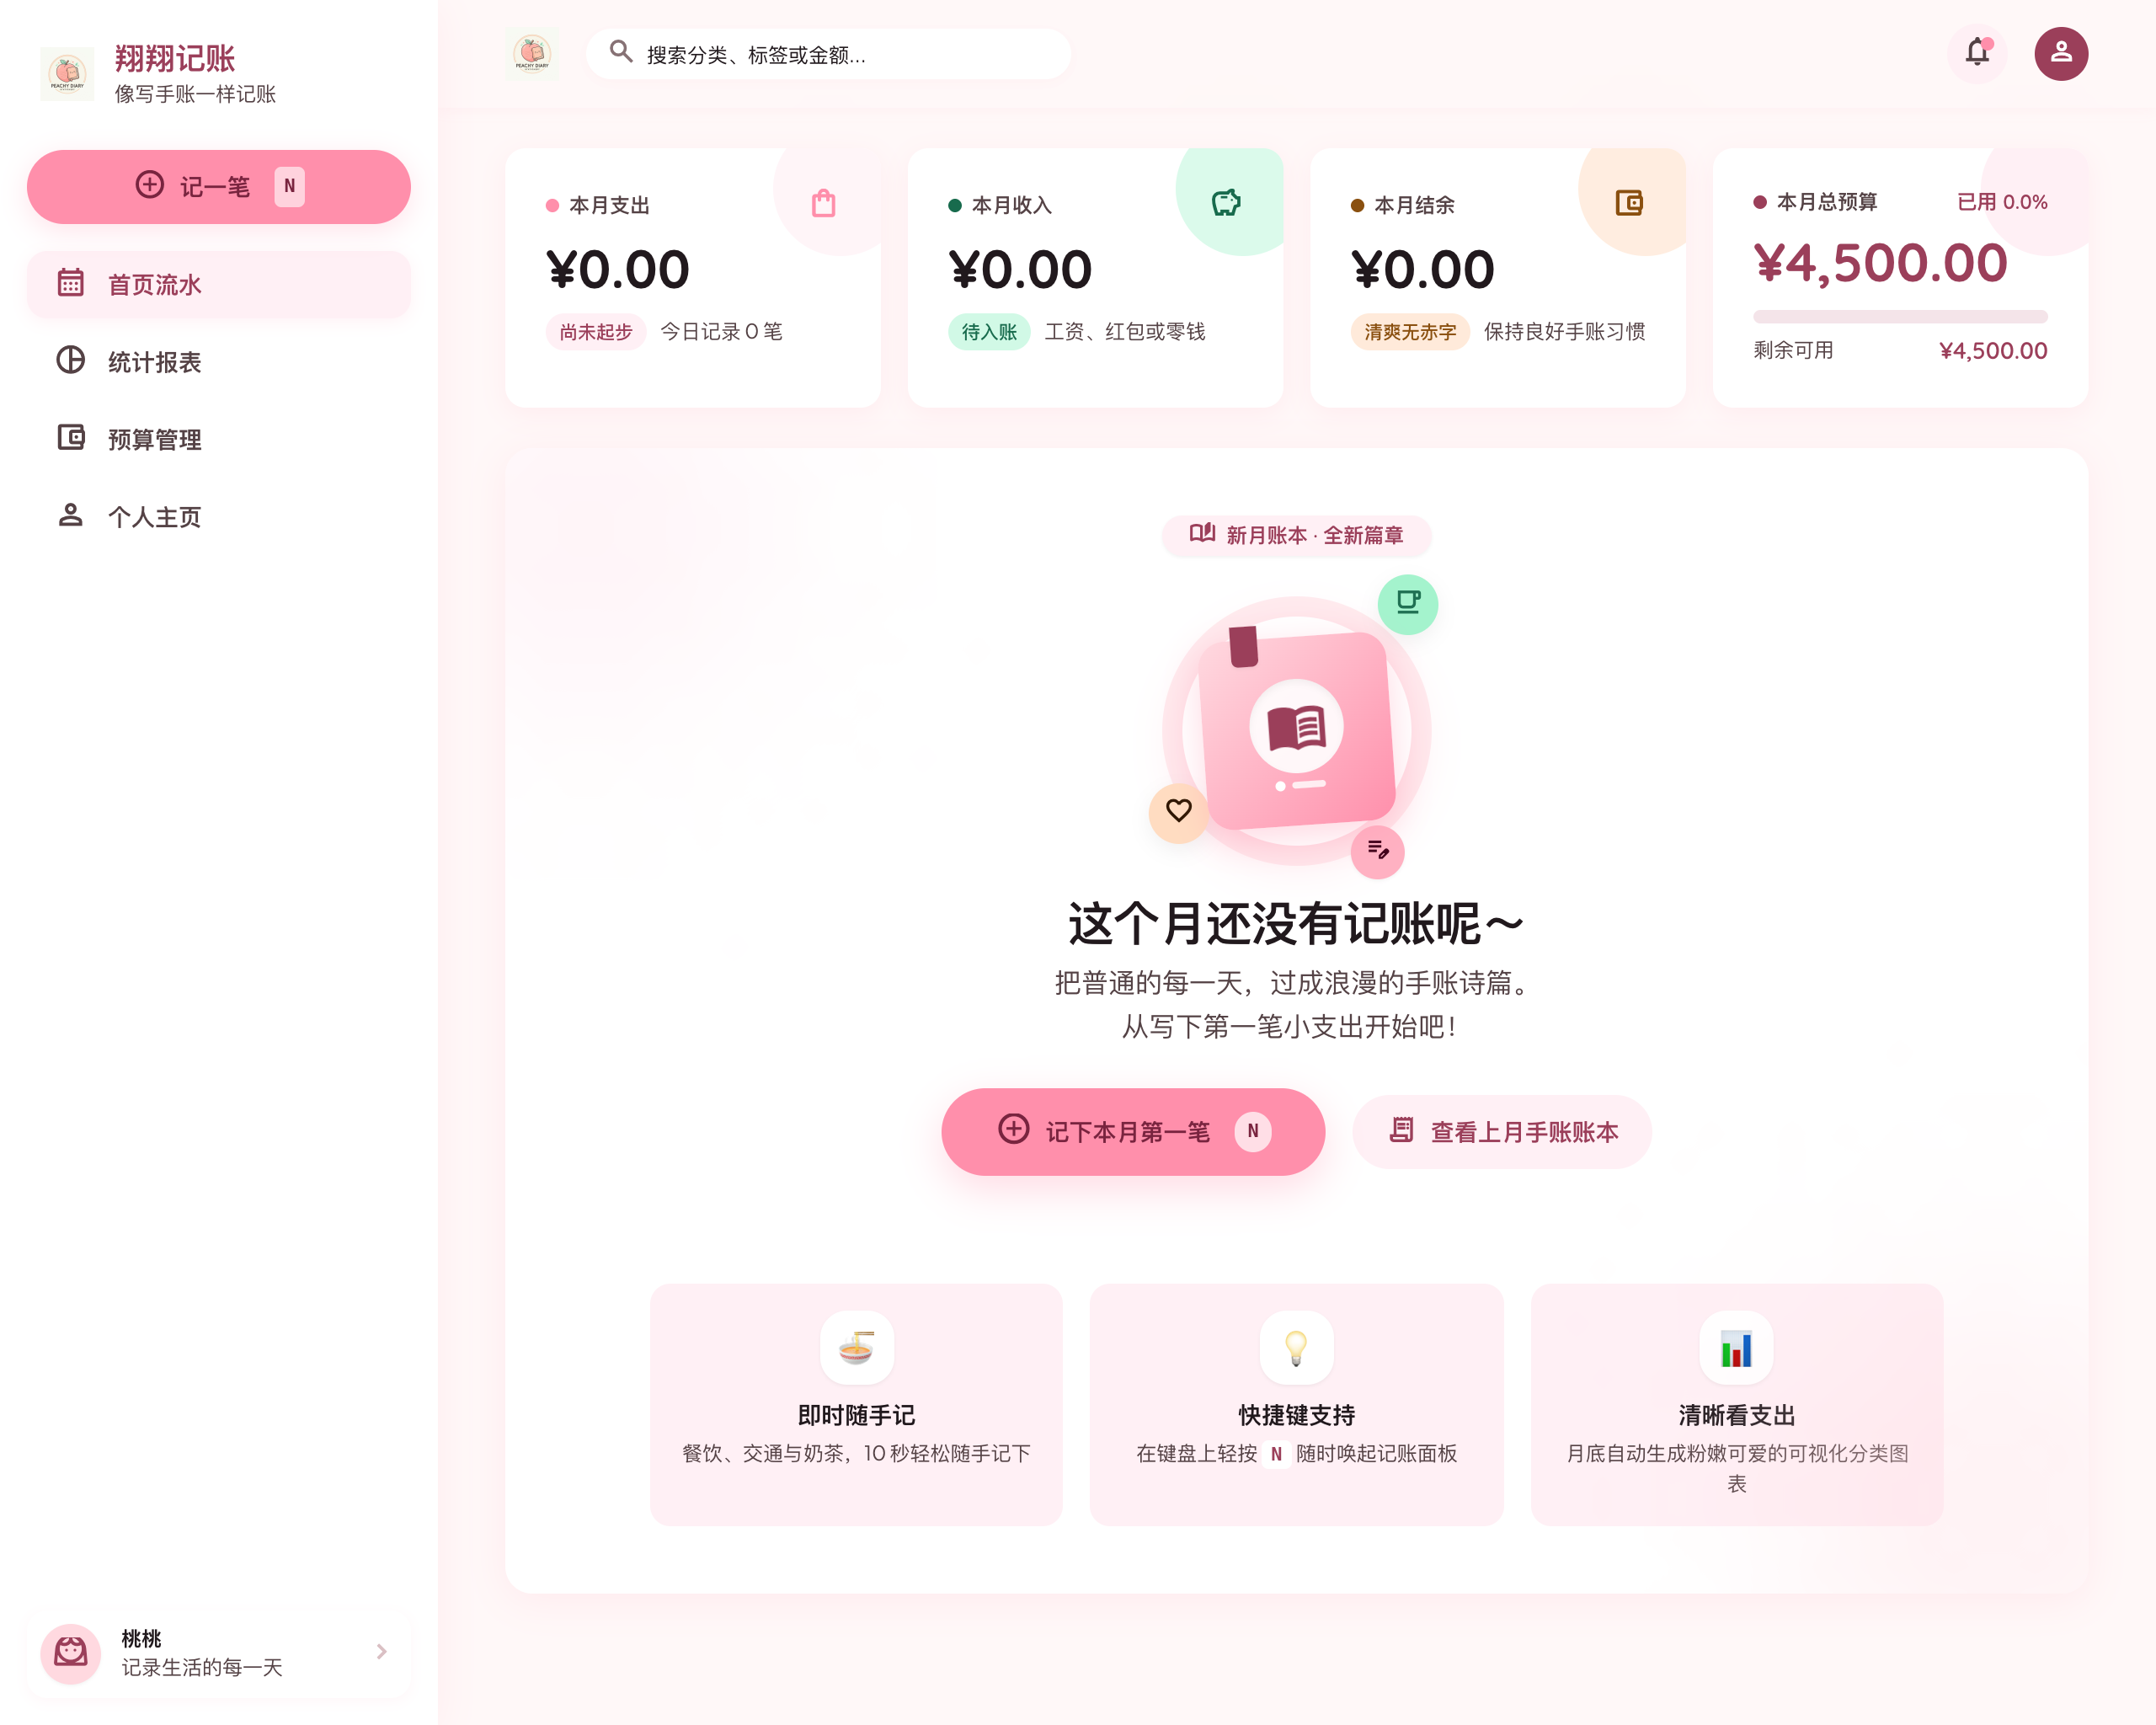 PEACHY DIARY
翔翔记账
像写手账一样记账
记一笔 N
首页流水
统计报表
预算管理
个人主页
桃桃
记录生活的每一天
PEACHY DIARY
搜索分类、标签或金额...
本月支出
¥0.00
尚未起步 今日记录 0 笔
本月收入
¥0.00
待入账 工资、红包或零钱
本月结余
¥0.00
清爽无赤字 保持良好手账习惯
本月总预算 已用 0.0%
¥4,500.00
剩余可用 ¥4,500.00
新月账本 · 全新篇章
这个月还没有记账呢～
把普通的每一天，过成浪漫的手账诗篇。
从写下第一笔小支出开始吧！
记下本月第一笔 N
查看上月手账账本
即时随手记
餐饮、交通与奶茶，10 秒轻松随手记下
快捷键支持
在键盘上轻按 N 随时唤起记账面板
清晰看支出
月底自动生成粉嫩可爱的可视化分类图
表